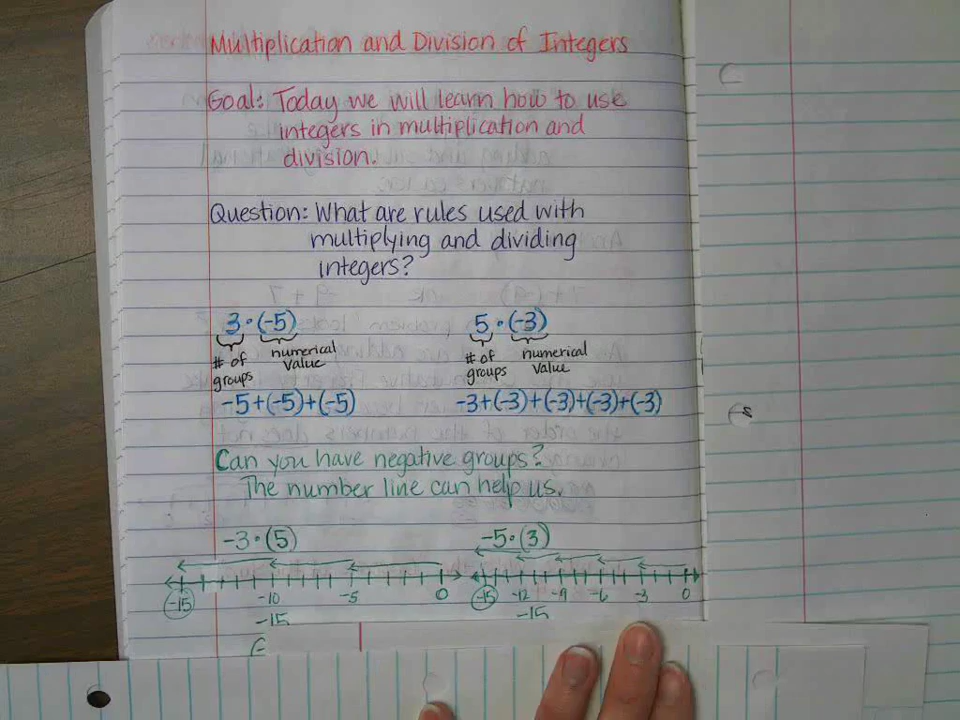 Multiplication and Division of Integers
Goal: Today we will learn how to use
integers in multiplication and
division.
Question: What are rules used with
multiplying and dividing
integers?
3 · (-5) 5 · (-3)
# of groups numerical value # of groups numerical value
-5+(-5)+(-5) -3+(-3)+(-3)+(-3)+(-3)
Can you have negative groups?
The number line can help us.
-3 · (5) -5 · (3)
-15 -10 -5 0 -15 -12 -9 -6 -3 0
-15 -15